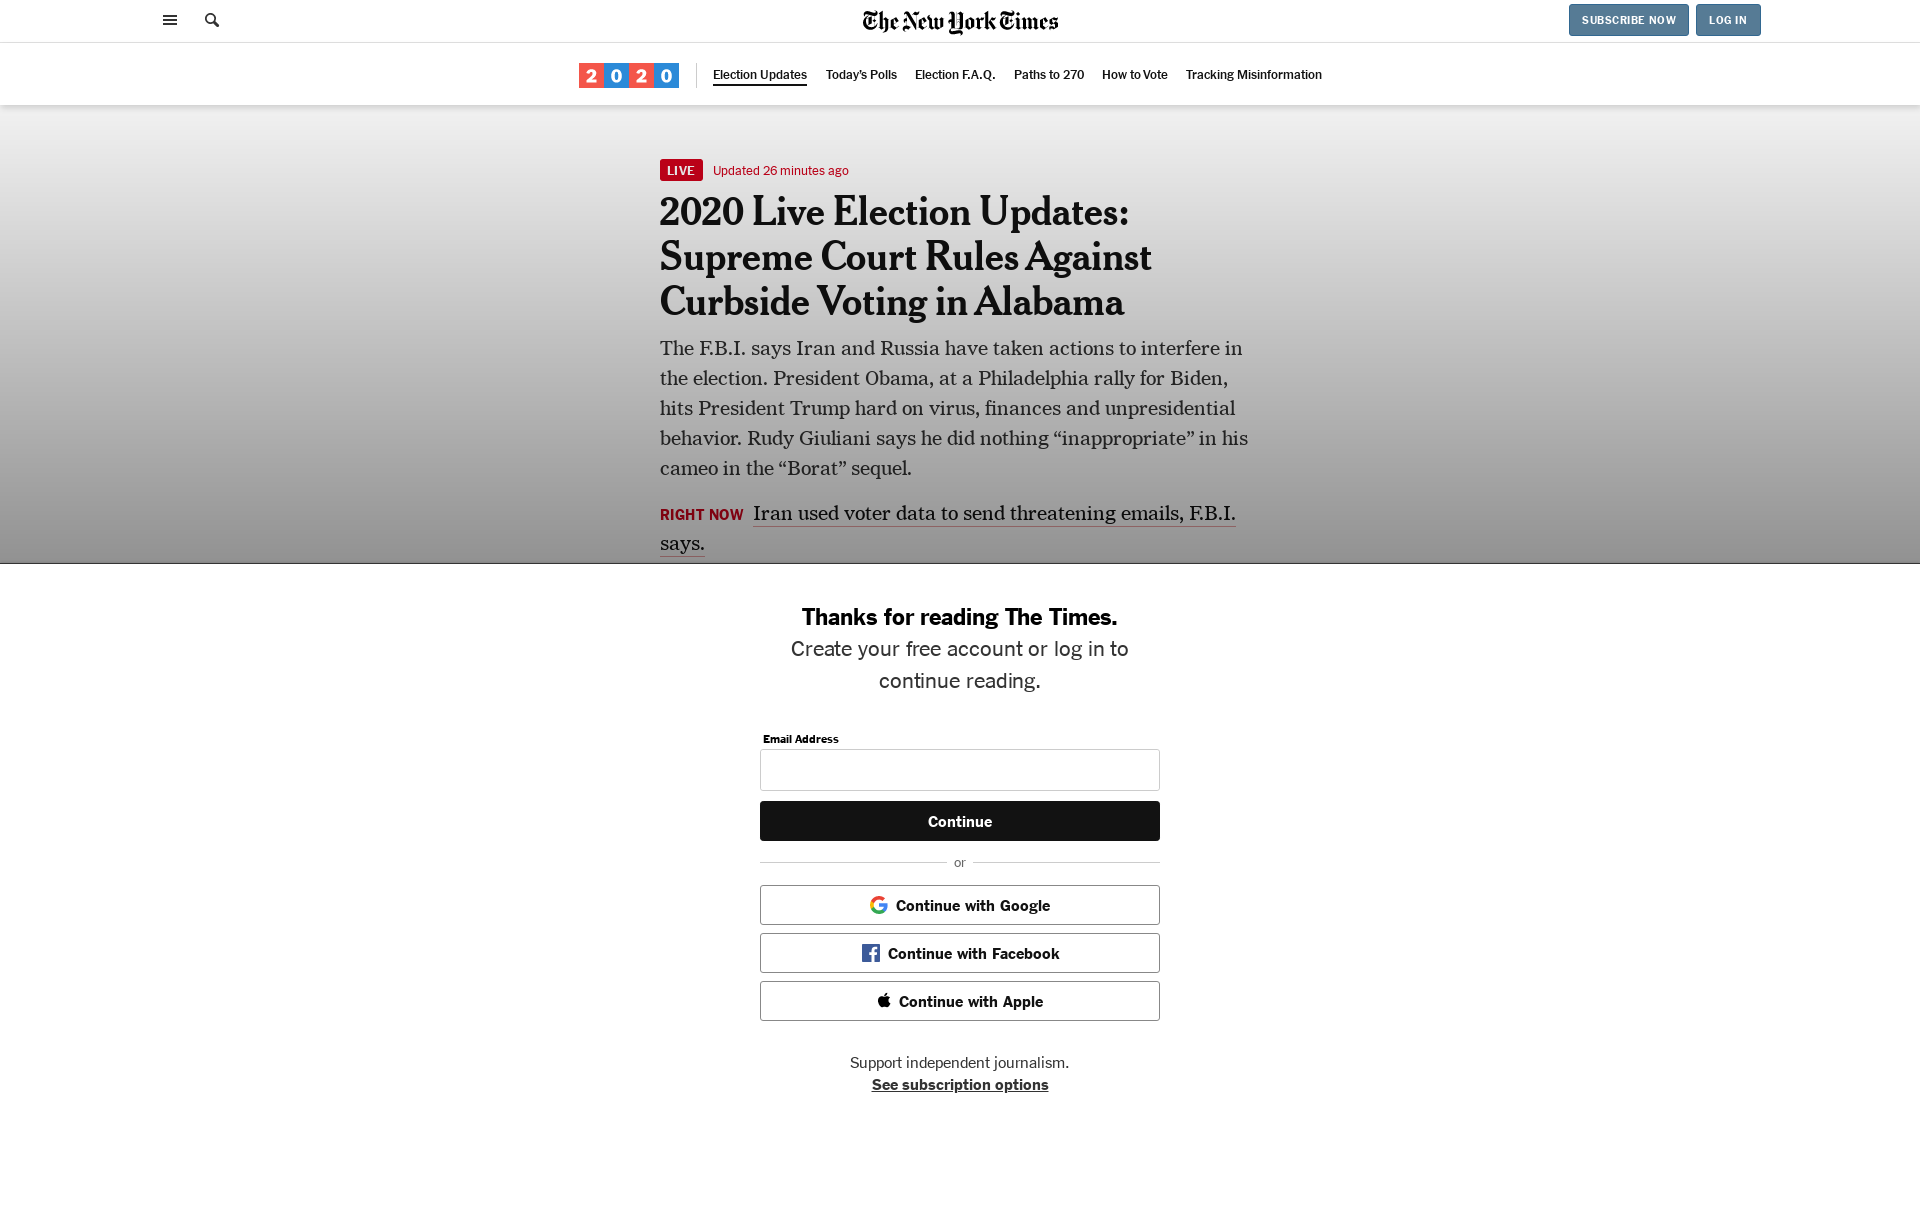 The New York Times
SUBSCRIBE NOW
LOG IN
2020
Election Updates
Today's Polls
Election F.A.Q.
Paths to 270
How to Vote
Tracking Misinformation
LIVE
Updated 26 minutes ago
2020 Live Election Updates:
Supreme Court Rules Against
Curbside Voting in Alabama
The F.B.I. says Iran and Russia have taken actions to interfere in
the election. President Obama, at a Philadelphia rally for Biden,
hits President Trump hard on virus, finances and unpresidential
behavior. Rudy Giuliani says he did nothing “inappropriate” in his
cameo in the “Borat” sequel.
RIGHT NOW Iran used voter data to send threatening emails, F.B.I.
says.
Thanks for reading The Times.
Create your free account or log in to
continue reading.
Email Address
Continue
or
Continue with Google
Continue with Facebook
Continue with Apple
Support independent journalism.
See subscription options